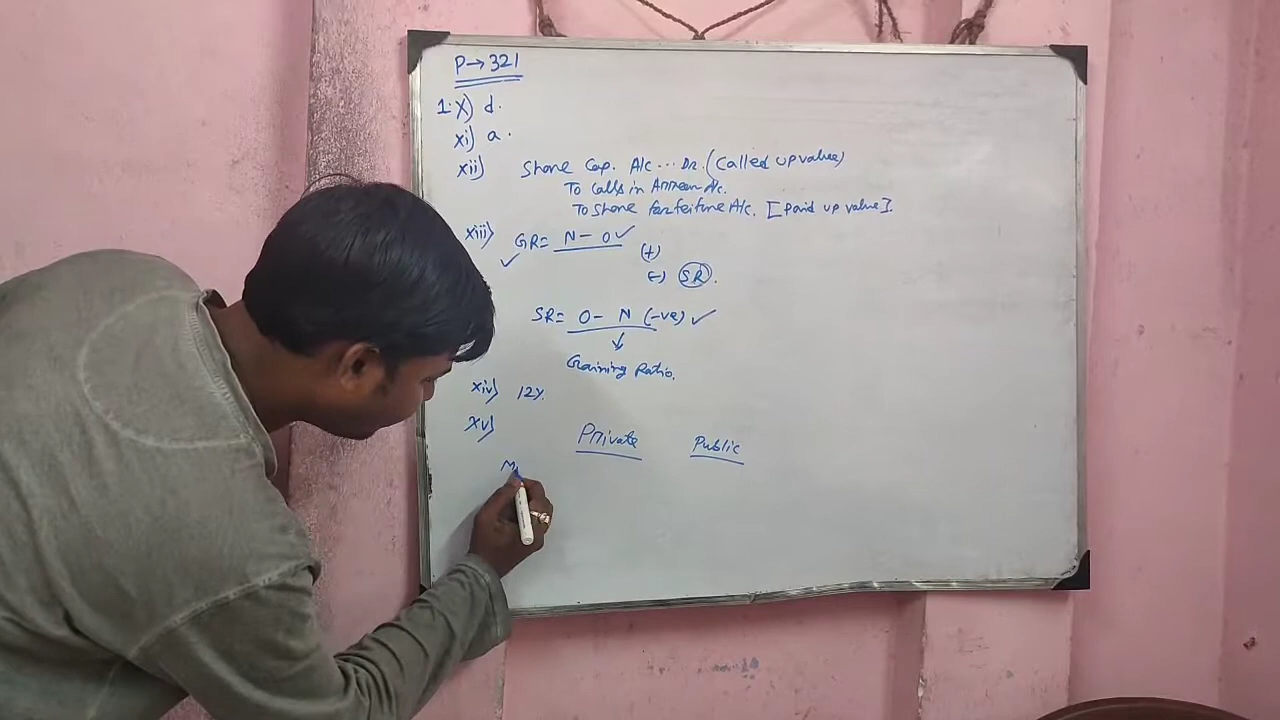 P→321
1.X) d.
xi) a.
xii) Share Cap. A/c ... Dr. (Called up value)
To Calls in Arrear A/c.
To Share forfeiture A/c. [Paid up value].
xiii) GR= N - O ✓
✓ (+)
(-) SR.
SR= O - N (-ve) ✓
↓
Gaining Ratio.
xiv) 12%.
xv) Private Public
M